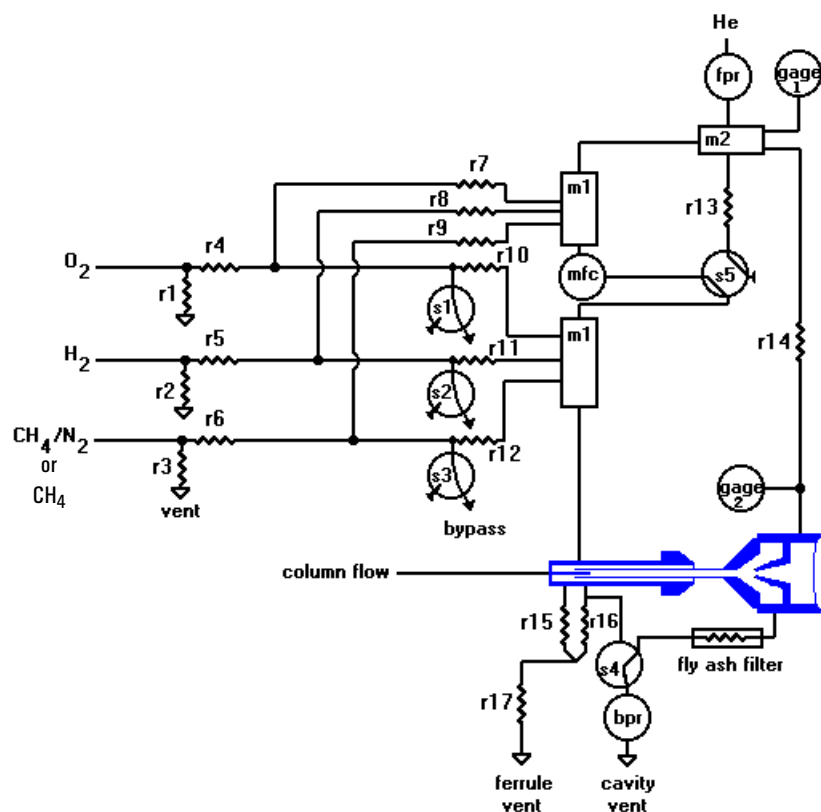 He
fpr
gage
1
m2
r7
m1
r8
r13
r9
r4
r10
O2
mfc
s5
r1
s1
m1
r5
r14
H2
r11
r2
s2
r6
CH4/N2
r12
or
r3
s3
gage
2
CH4
vent
bypass
column flow
r15
r16
s4
fly ash filter
r17
bpr
ferrule
vent
cavity
vent